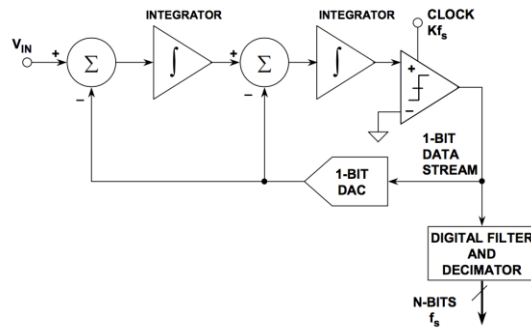 INTEGRATOR
INTEGRATOR
CLOCK
Kfs
VIN
+
Σ
∫
+
Σ
∫
+
−
−
−
1-BIT
DATA
STREAM
1-BIT
DAC
DIGITAL FILTER
AND
DECIMATOR
N-BITS
fs